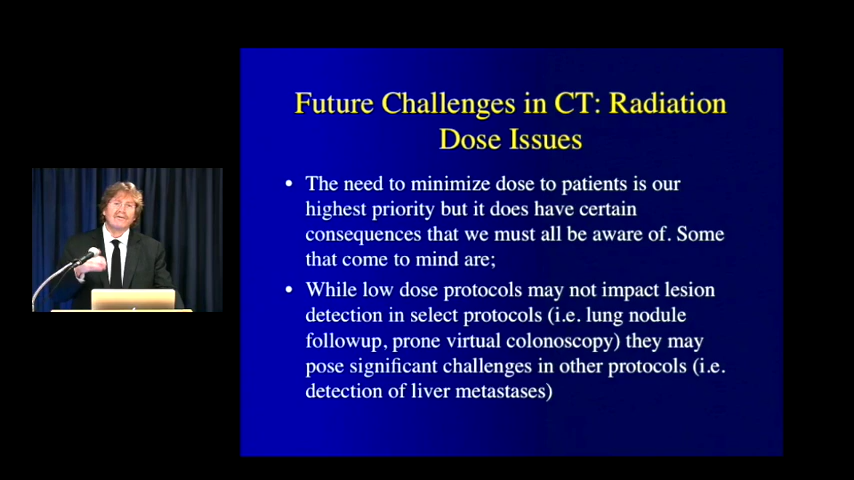 Future Challenges in CT: Radiation
Dose Issues
• The need to minimize dose to patients is our
highest priority but it does have certain
consequences that we must all be aware of. Some
that come to mind are;
• While low dose protocols may not impact lesion
detection in select protocols (i.e. lung nodule
followup, prone virtual colonoscopy) they may
pose significant challenges in other protocols (i.e.
detection of liver metastases)